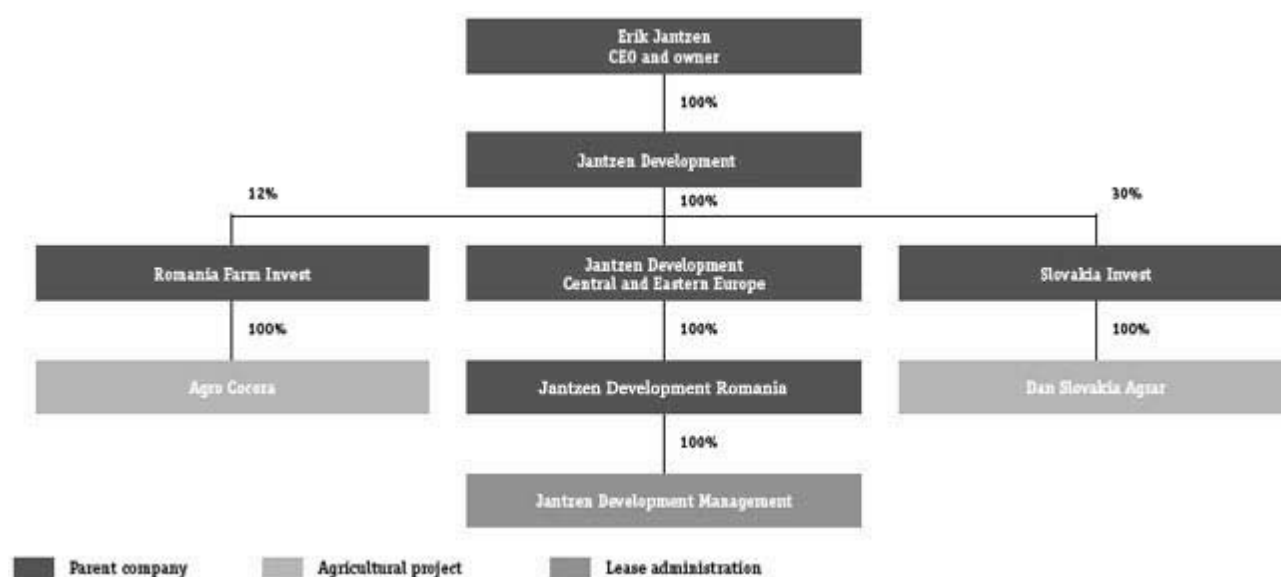 Erik Jantzen
CEO and owner
100%
Jantzen Development
12%
100%
30%
Romania Farm Invest
Jantzen Development
Central and Eastern Europe
Slovakia Invest
100%
100%
100%
Agro Cocora
Jantzen Development Romania
Dan Slovakia Agrar
100%
Jantzen Development Management
Parent company
Agricultural project
Lease administration